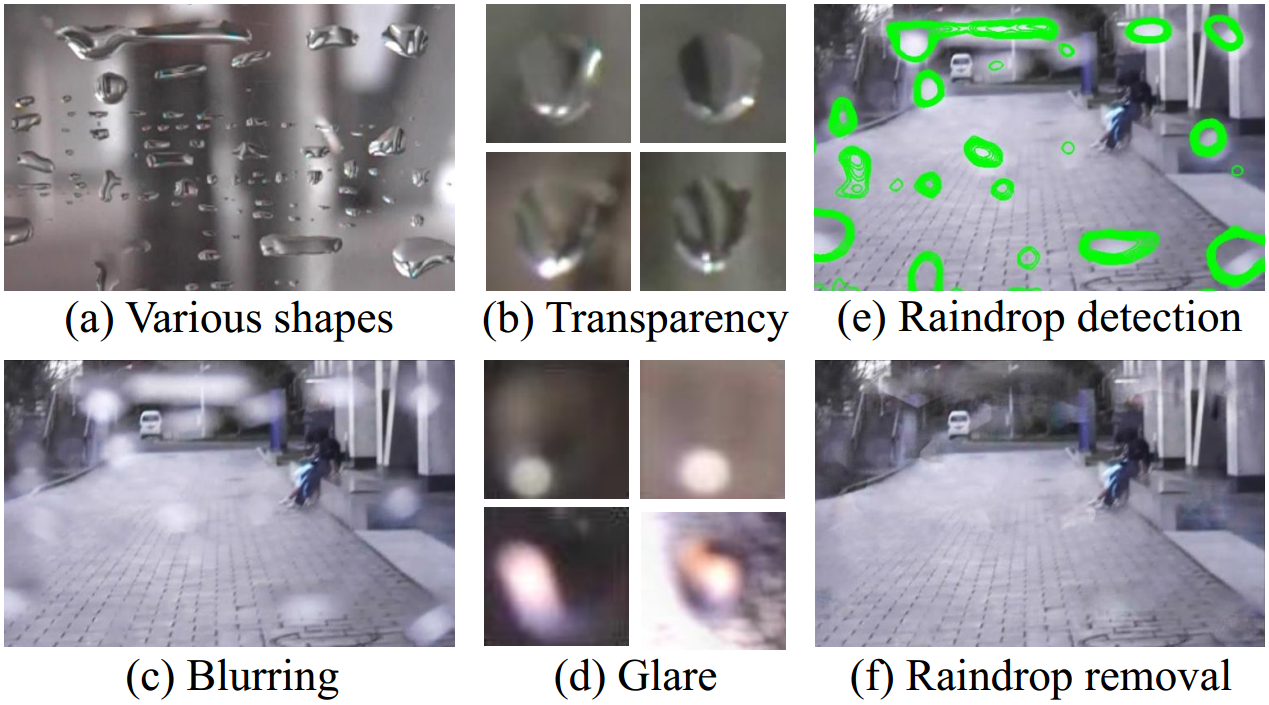 (a) Various shapes
(b) Transparency
(e) Raindrop detection
(c) Blurring
(d) Glare
(f) Raindrop removal